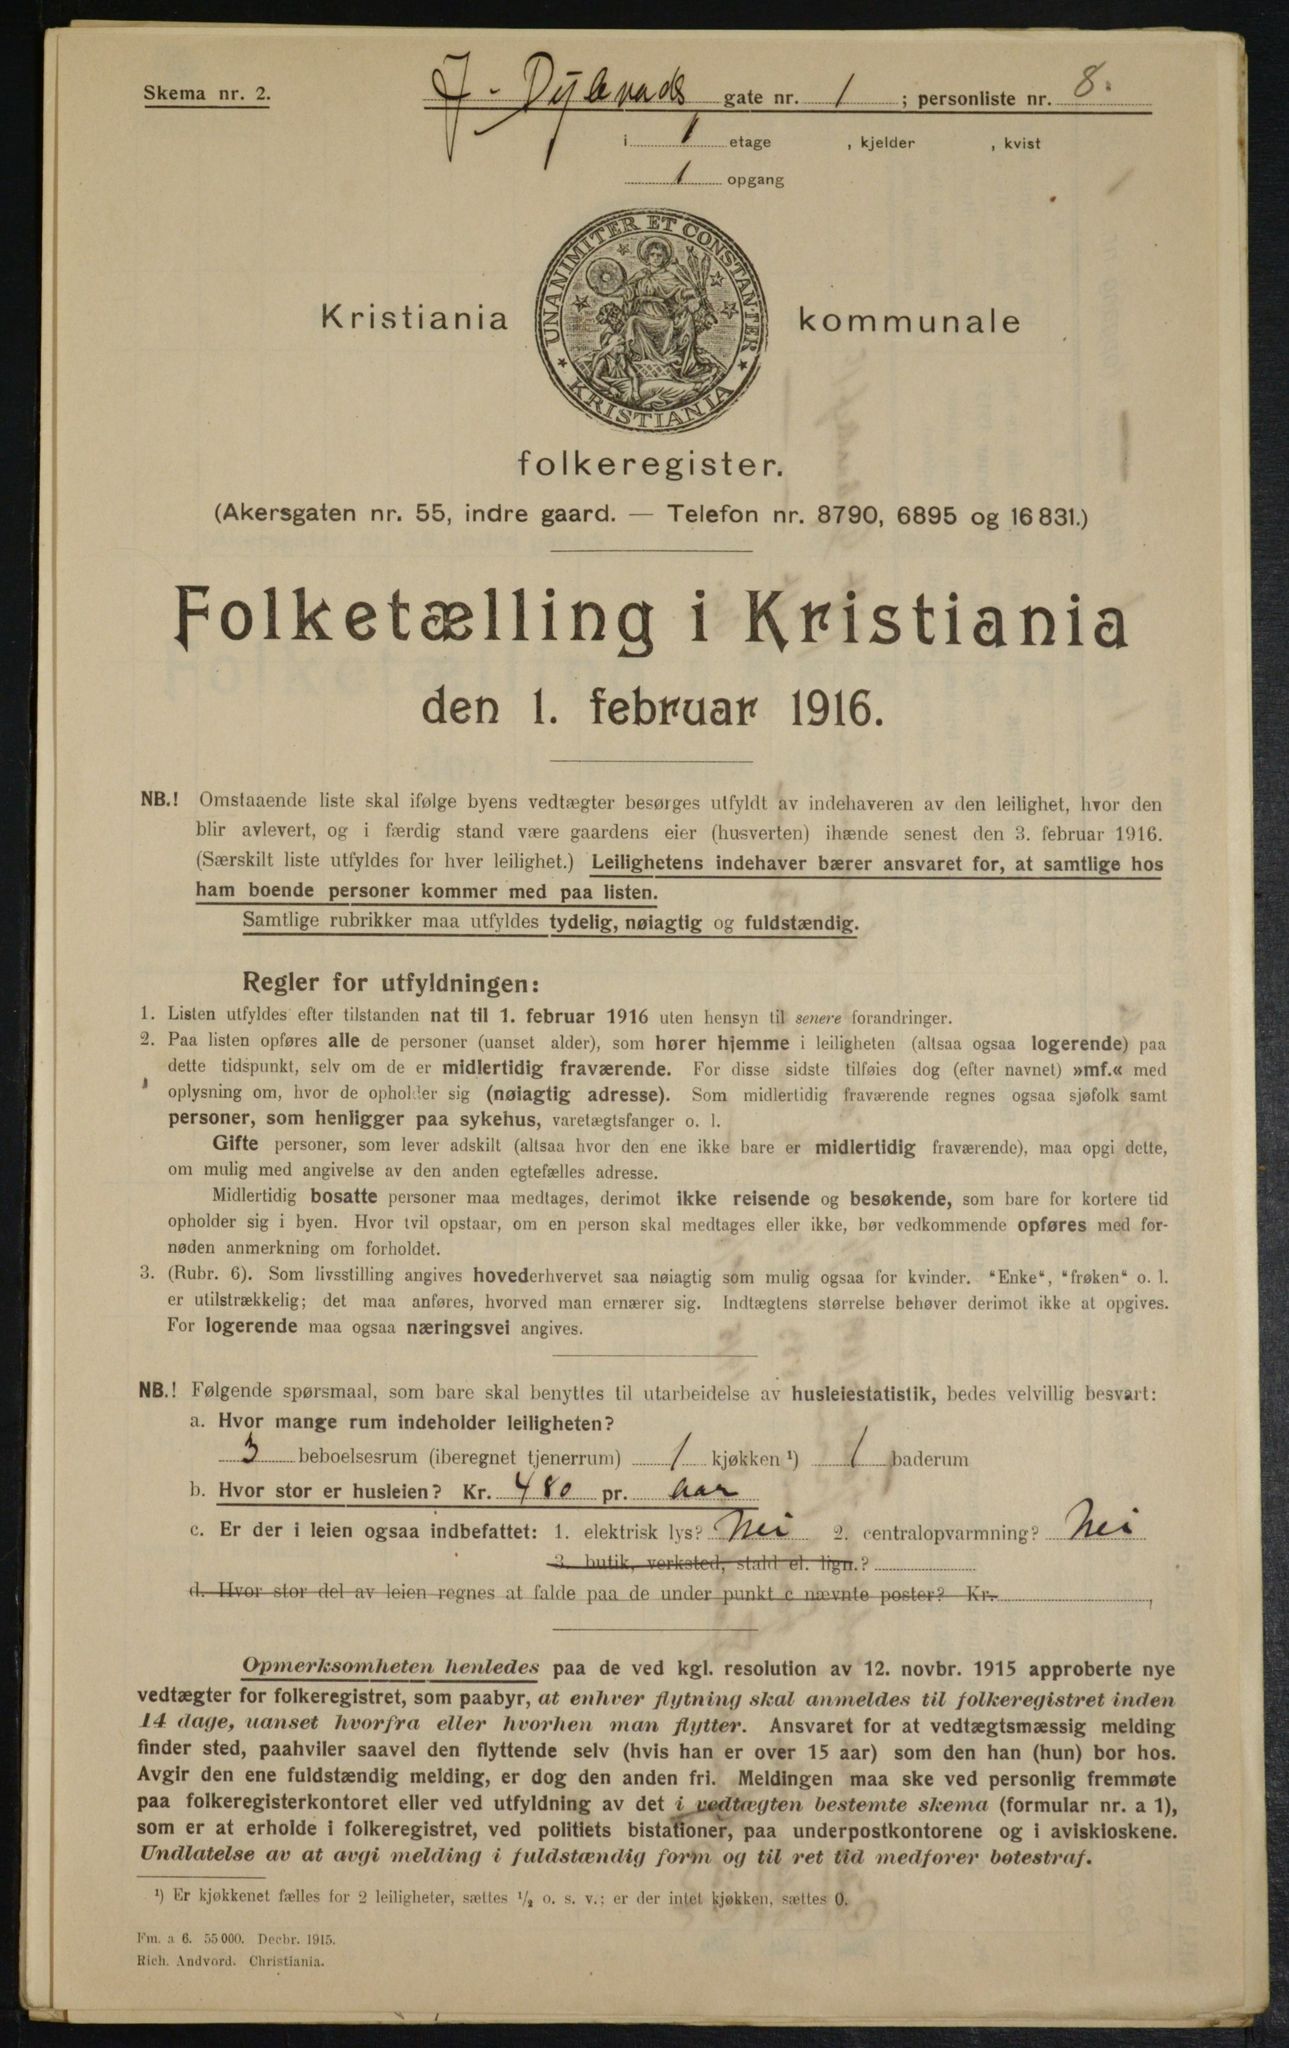 Skema nr. 2.
J. Dybwads gate nr. 1 ; personliste nr. 8.
i 1 etage , kjelder , kvist
1 opgang
UNANIMITER ET CONSTANTER
* KRISTIANIA *
Kristiania kommunale
folkeregister.
(Akersgaten nr. 55, indre gaard. — Telefon nr. 8790, 6895 og 16 831.)
Folketælling i Kristiania
den 1. februar 1916.
NB.! Omstaaende liste skal ifølge byens vedtægter besørges utfyldt av indehaveren av den leilighet, hvor den
blir avlevert, og i færdig stand være gaardens eier (husverten) ihænde senest den 3. februar 1916.
(Særskilt liste utfyldes for hver leilighet.) Leilighetens indehaver bærer ansvaret for, at samtlige hos
ham boende personer kommer med paa listen.
Samtlige rubrikker maa utfyldes tydelig, nøiagtig og fuldstændig.
Regler for utfyldningen:
1. Listen utfyldes efter tilstanden nat til 1. februar 1916 uten hensyn til senere forandringer.
2. Paa listen opføres alle de personer (uanset alder), som hører hjemme i leiligheten (altsaa ogsaa logerende) paa
dette tidspunkt, selv om de er midlertidig fraværende. For disse sidste tilføies dog (efter navnet) »mf.« med
oplysning om, hvor de opholder sig (nøiagtig adresse). Som midlertidig fraværende regnes ogsaa sjøfolk samt
personer, som henligger paa sykehus, varetægtsfanger o. l.
Gifte personer, som lever adskilt (altsaa hvor den ene ikke bare er midlertidig fraværende), maa opgi dette,
om mulig med angivelse av den anden egtefælles adresse.
Midlertidig bosatte personer maa medtages, derimot ikke reisende og besøkende, som bare for kortere tid
opholder sig i byen. Hvor tvil opstaar, om en person skal medtages eller ikke, bør vedkommende opføres med for-
nøden anmerkning om forholdet.
3. (Rubr. 6). Som livsstilling angives hovederhvervet saa nøiagtig som mulig ogsaa for kvinder. "Enke“, "frøken“ o. l.
er utilstrækkelig; det maa anføres, hvorved man ernærer sig. Indtægtens størrelse behøver derimot ikke at opgives.
For logerende maa ogsaa næringsvei angives.
NB.! Følgende spørsmaal, som bare skal benyttes til utarbeidelse av husleiestatistik, bedes velvillig besvart:
a. Hvor mange rum indeholder leiligheten?
3 beboelsesrum (iberegnet tjenerrum) 1 kjøkken ¹) 1 baderum
b. Hvor stor er husleien? Kr. 480 pr. aar
c. Er der i leien ogsaa indbefattet: 1. elektrisk lys? Nei 2. centralopvarmning? Nei
3. butik, verksted, stald el. lign.?
d. Hvor stor del av leien regnes at falde paa de under punkt c nævnte poster? Kr.
Opmerksomheten henledes paa de ved kgl. resolution av 12. novbr. 1915 approberte nye
vedtægter for folkeregistret, som paabyr, at enhver flytning skal anmeldes til folkeregistret inden
14 dage, uanset hvorfra eller hvorhen man flytter. Ansvaret for at vedtægtsmæssig melding
finder sted, paahviler saavel den flyttende selv (hvis han er over 15 aar) som den han (hun) bor hos.
Avgir den ene fuldstændig melding, er dog den anden fri. Meldingen maa ske ved personlig fremmøte
paa folkeregisterkontoret eller ved utfyldning av det i vedtægten bestemte skema (formular nr. a 1),
som er at erholde i folkeregistret, ved politiets bistationer, paa underpostkontorene og i aviskioskene.
Undlatelse av at avgi melding i fuldstændig form og til ret tid medfører bøtestraf.
¹) Er kjøkkenet fælles for 2 leiligheter, sættes ½ o. s. v.; er der intet kjøkken, sættes 0.
Fm. a 6. 55 000. Decbr. 1915.
Rich. Andvord. Christiania.